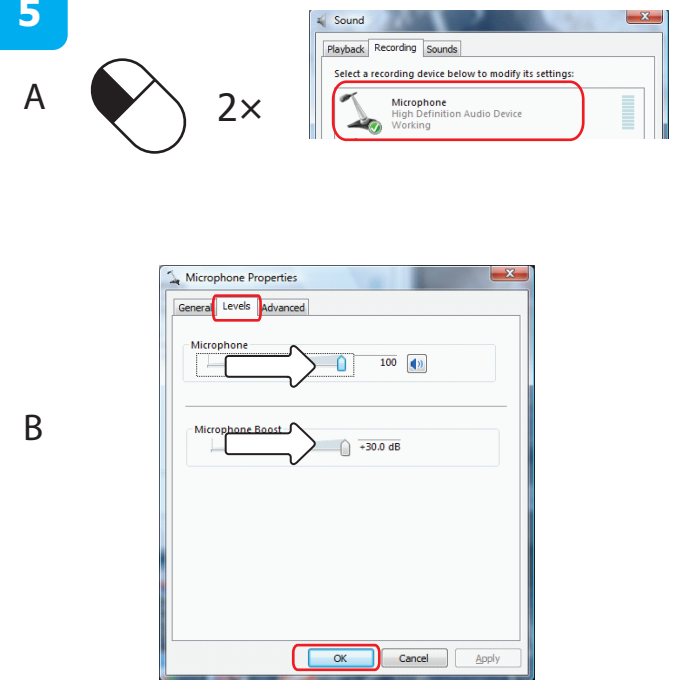 5
Sound
X
Playback Recording Sounds
Select a recording device below to modify its settings:
A
2×
Microphone
High Definition Audio Device
Working
Microphone Properties
X
General Levels Advanced
Microphone
100
B
Microphone Boost
+30.0 dB
OK Cancel Apply